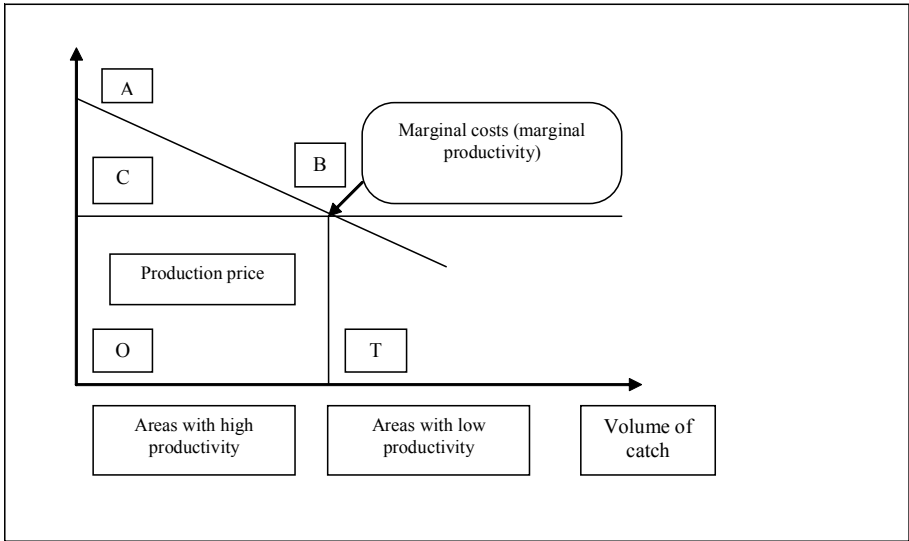 A
Marginal costs (marginal
productivity)
B
C
Production price
O
T
Areas with high
productivity
Areas with low
productivity
Volume of
catch